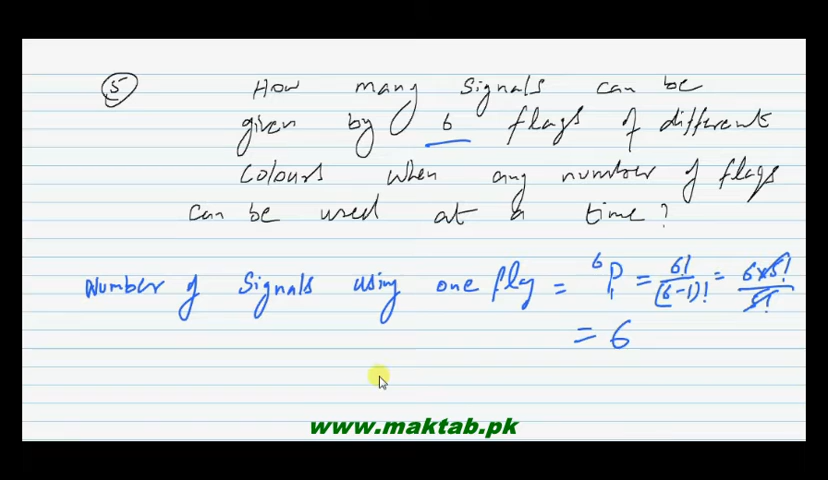 5 How many signals can be
given by 6 flags of different
colours when any number of flags
can be used at a time?
Number of Signals using one flag = ⁶P₁ = 6!/(6-1)! = 6×5!/5!
= 6
www.maktab.pk